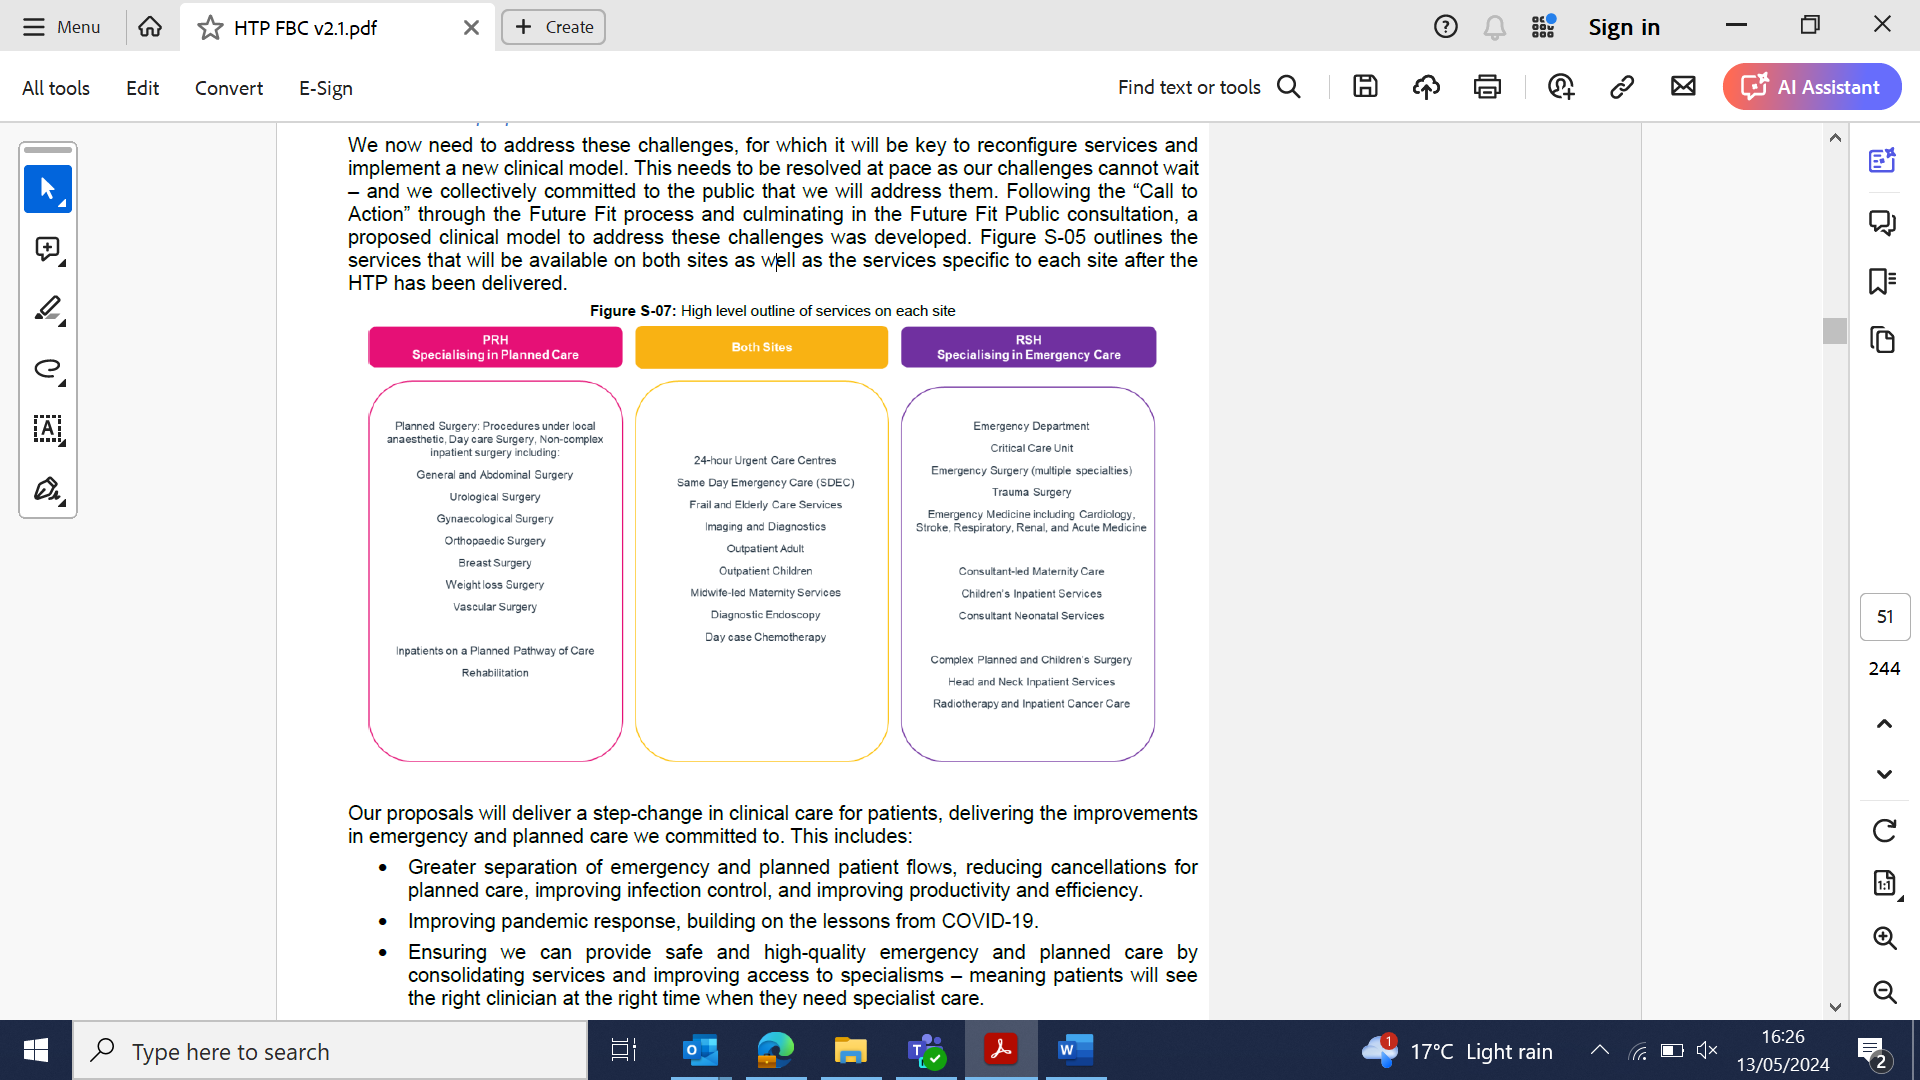 Menu
HTP FBC v2.1.pdf
Create
Sign in
All tools
Edit
Convert
E-Sign
Find text or tools
AI Assistant
We now need to address these challenges, for which it will be key to reconfigure services and
implement a new clinical model. This needs to be resolved at pace as our challenges cannot wait
– and we collectively committed to the public that we will address them. Following the “Call to
Action” through the Future Fit process and culminating in the Future Fit Public consultation, a
proposed clinical model to address these challenges was developed. Figure S-05 outlines the
services that will be available on both sites as well as the services specific to each site after the
HTP has been delivered.
Figure S-07: High level outline of services on each site
PRH
Specialising in Planned Care
Planned Surgery: Procedures under local
anaesthetic, Day care Surgery, Non-complex
inpatient surgery including:
General and Abdominal Surgery
Urological Surgery
Gynaecological Surgery
Orthopaedic Surgery
Breast Surgery
Weight loss Surgery
Vascular Surgery
Inpatients on a Planned Pathway of Care
Rehabilitation
Both Sites
24-hour Urgent Care Centres
Same Day Emergency Care (SDEC)
Frail and Elderly Care Services
Imaging and Diagnostics
Outpatient Adult
Outpatient Children
Midwife-led Maternity Services
Diagnostic Endoscopy
Day case Chemotherapy
RSH
Specialising in Emergency Care
Emergency Department
Critical Care Unit
Emergency Surgery (multiple specialties)
Trauma Surgery
Emergency Medicine including Cardiology,
Stroke, Respiratory, Renal, and Acute Medicine
Consultant-led Maternity Care
Children's Inpatient Services
Consultant Neonatal Services
Complex Planned and Children's Surgery
Head and Neck Inpatient Services
Radiotherapy and Inpatient Cancer Care
Our proposals will deliver a step-change in clinical care for patients, delivering the improvements
in emergency and planned care we committed to. This includes:
• Greater separation of emergency and planned patient flows, reducing cancellations for
planned care, improving infection control, and improving productivity and efficiency.
• Improving pandemic response, building on the lessons from COVID-19.
• Ensuring we can provide safe and high-quality emergency and planned care by
consolidating services and improving access to specialisms – meaning patients will see
the right clinician at the right time when they need specialist care.
51
244
1:1
Type here to search
1
17°C Light rain
16:26
13/05/2024
2